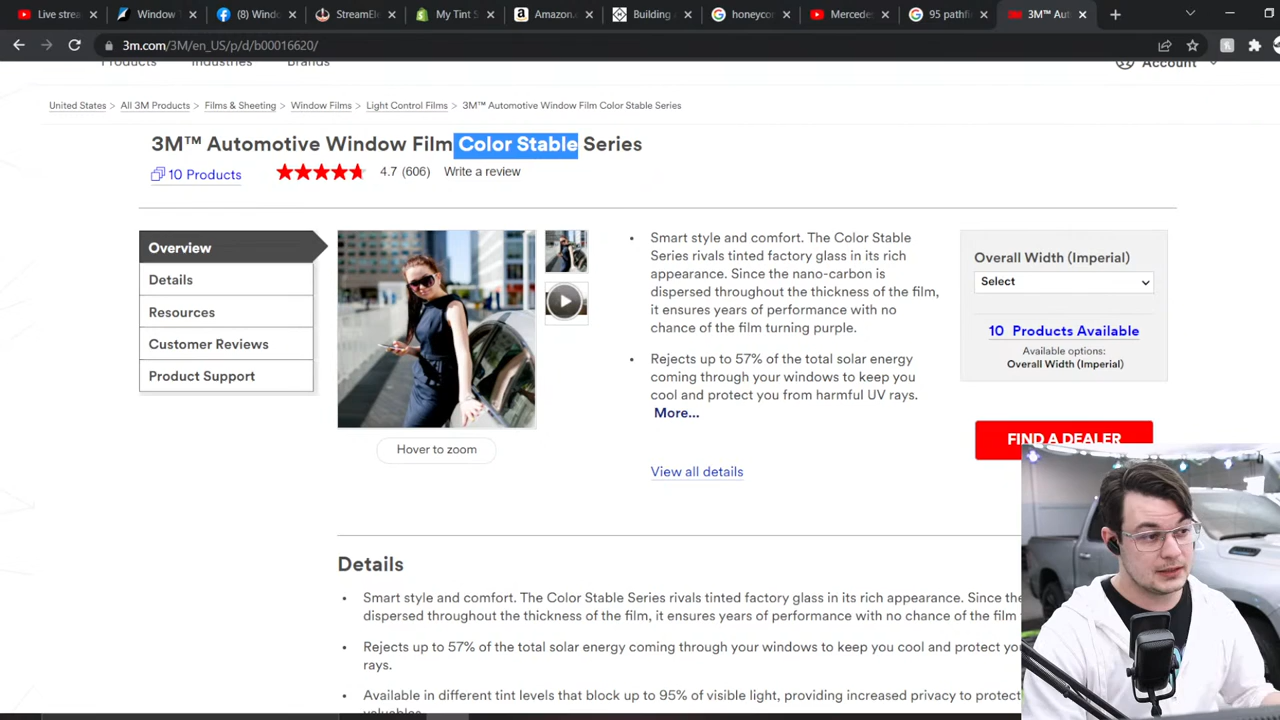 Live strea
Window
(8) Windo
StreamEle
My Tint S
Amazon.c
Building a
honeycor
Mercedes
95 pathfi
3M™ Auto
3m.com/3M/en_US/p/d/b00016620/
Products Industries Brands
Account
United States > All 3M Products > Films & Sheeting > Window Films > Light Control Films > 3M™ Automotive Window Film Color Stable Series
3M™ Automotive Window Film Color Stable Series
10 Products
4.7 (606) Write a review
Overview
Details
Resources
Customer Reviews
Product Support
Hover to zoom
• Smart style and comfort. The Color Stable
Series rivals tinted factory glass in its rich
appearance. Since the nano-carbon is
dispersed throughout the thickness of the film,
it ensures years of performance with no
chance of the film turning purple.
• Rejects up to 57% of the total solar energy
coming through your windows to keep you
cool and protect you from harmful UV rays.
More...
View all details
Overall Width (Imperial)
Select
10 Products Available
Available options:
Overall Width (Imperial)
FIND A DEALER
Details
• Smart style and comfort. The Color Stable Series rivals tinted factory glass in its rich appearance. Since the
dispersed throughout the thickness of the film, it ensures years of performance with no chance of the film
• Rejects up to 57% of the total solar energy coming through your windows to keep you cool and protect you
rays.
• Available in different tint levels that block up to 95% of visible light, providing increased privacy to protect
valuables.